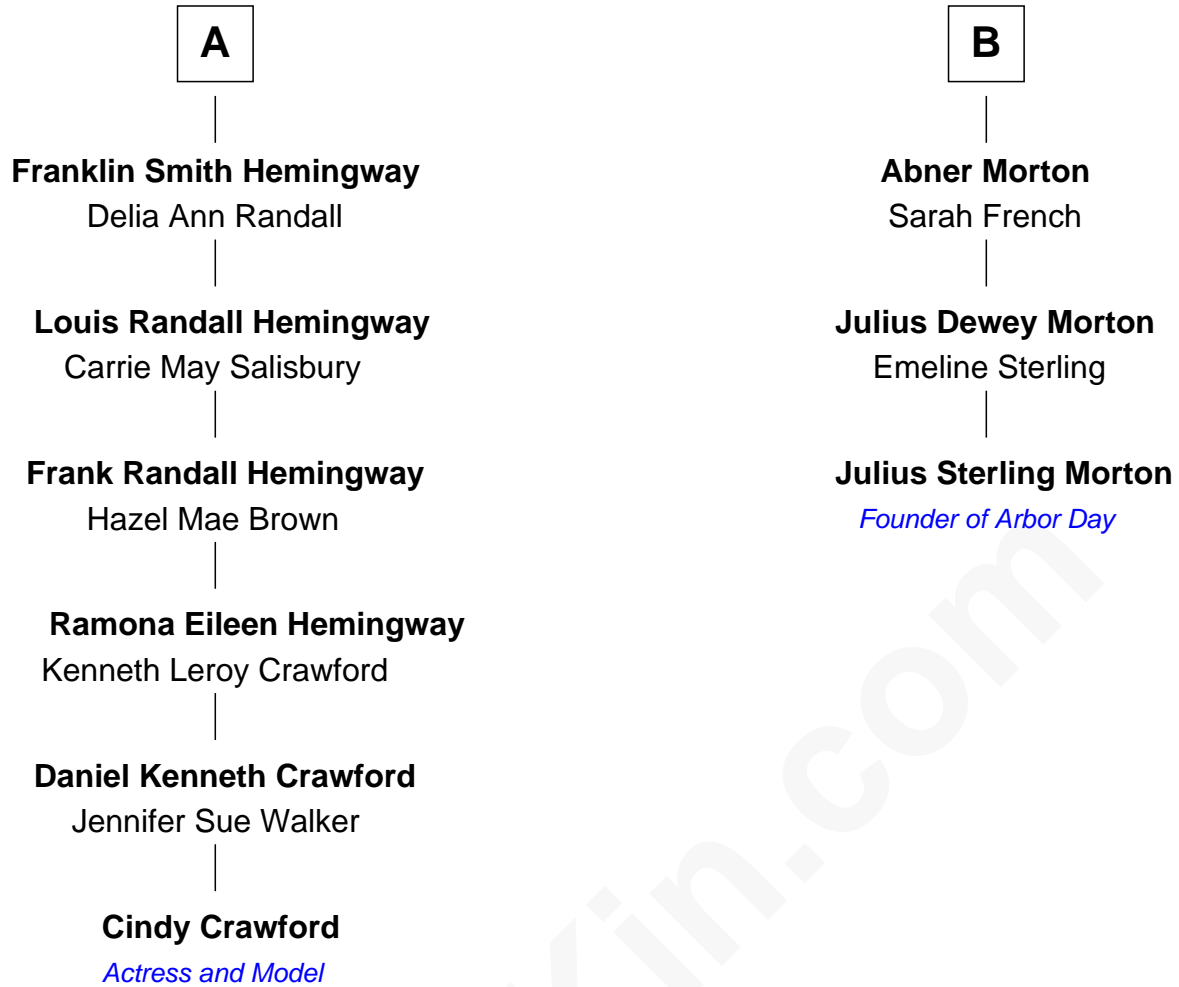 A
Franklin Smith Hemingway
Delia Ann Randall
Louis Randall Hemingway
Carrie May Salisbury
Frank Randall Hemingway
Hazel Mae Brown
Ramona Eileen Hemingway
Kenneth Leroy Crawford
Daniel Kenneth Crawford
Jennifer Sue Walker
Cindy Crawford
Actress and Model
B
Abner Morton
Sarah French
Julius Dewey Morton
Emeline Sterling
Julius Sterling Morton
Founder of Arbor Day
Kin.com